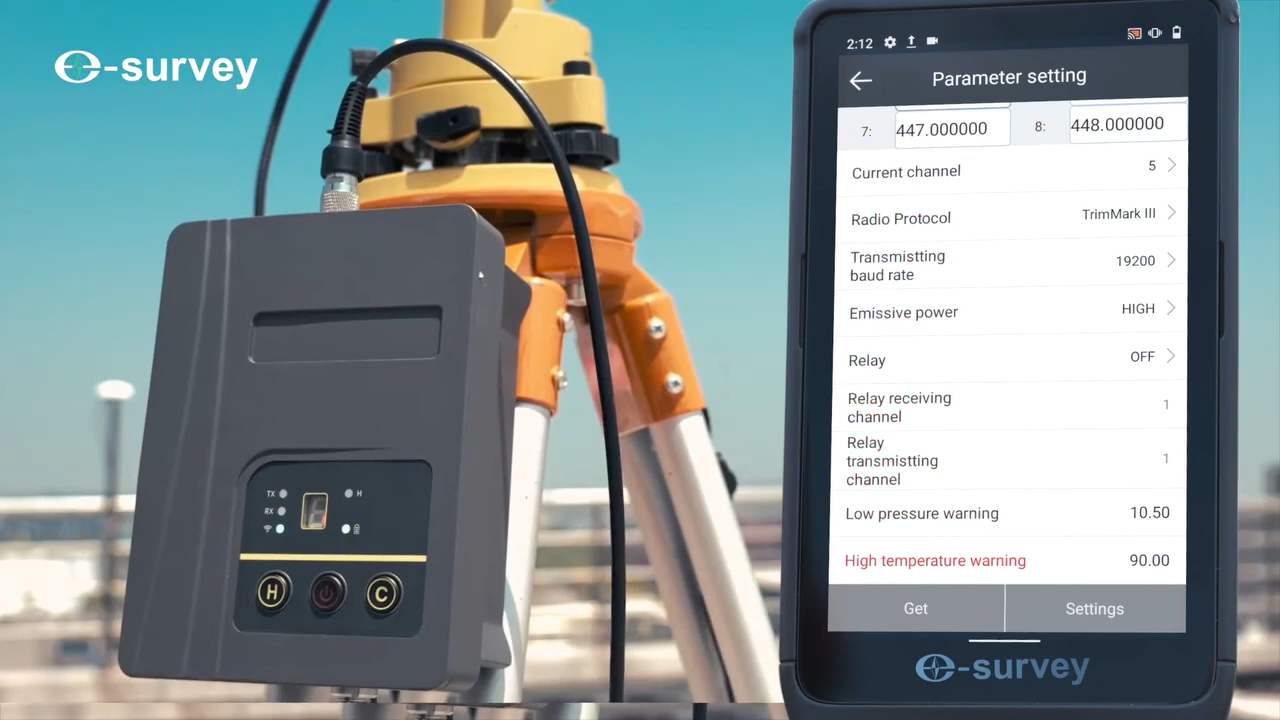 e-survey
TX
H
RX
H
C
2:12
Parameter setting
7: 447.000000 8: 448.000000
Current channel 5
Radio Protocol TrimMark III
Transmistting
baud rate 19200
Emissive power HIGH
Relay OFF
Relay receiving
channel 1
Relay
transmistting
channel 1
Low pressure warning 10.50
High temperature warning 90.00
Get Settings
e-survey